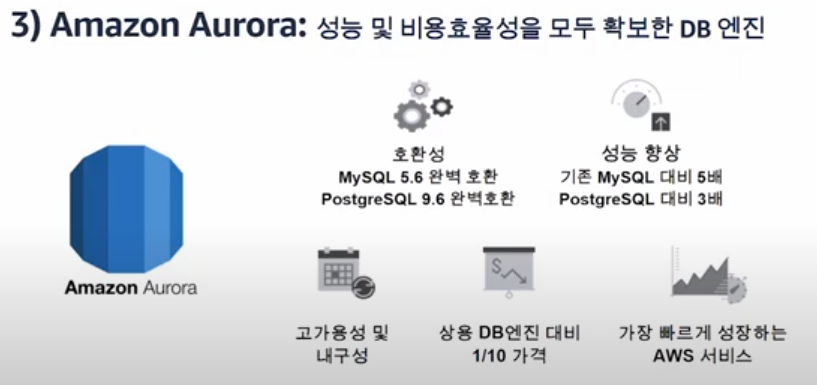 3) Amazon Aurora: 성능 및 비용효율성을 모두 확보한 DB 엔진
호환성
MySQL 5.6 완벽 호환
PostgreSQL 9.6 완벽호환
성능 향상
기존 MySQL 대비 5배
PostgreSQL 대비 3배
Amazon Aurora
고가용성 및
내구성
상용 DB엔진 대비
1/10 가격
가장 빠르게 성장하는
AWS 서비스